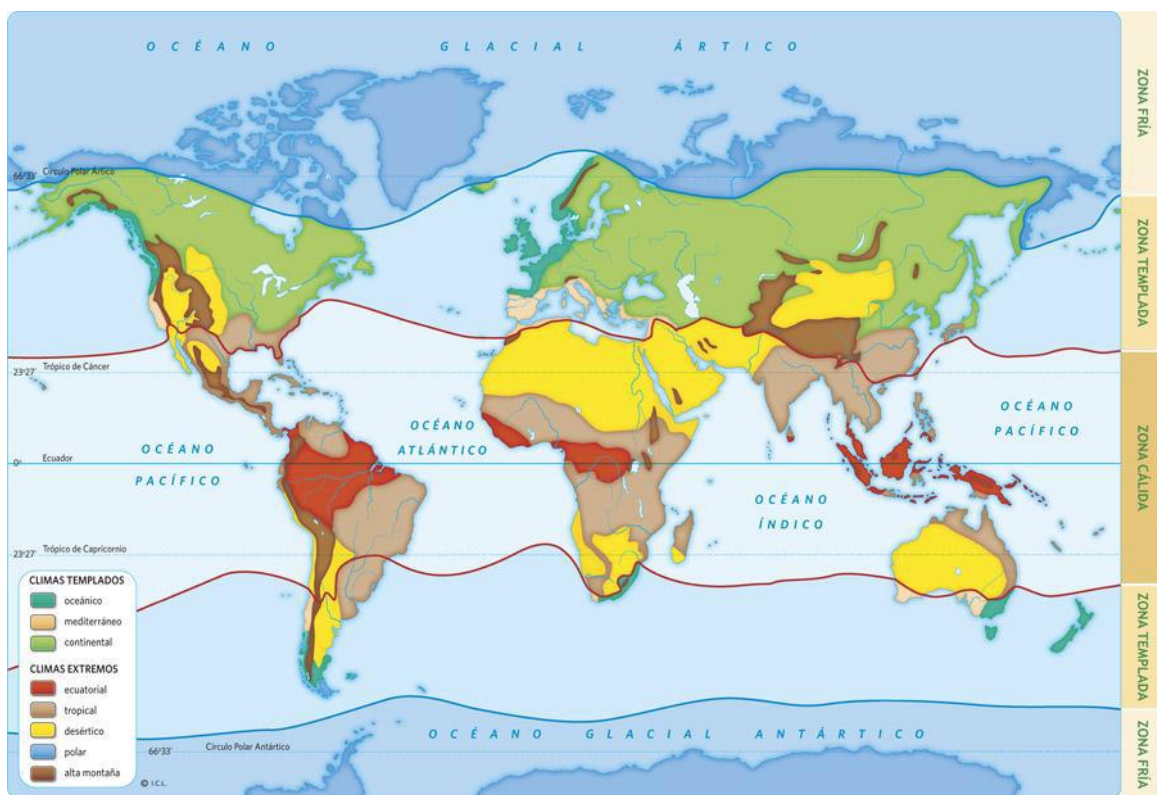 OCÉANO GLACIAL ÁRTICO
66°33' Círculo Polar Ártico
Trópico de Cáncer
23°27'
OCÉANO
ATLÁNTICO
OCÉANO
PACÍFICO
Ecuador
0°
OCÉANO
PACÍFICO
OCÉANO
ÍNDICO
Trópico de Capricornio
23°27'
CLIMAS TEMPLADOS
oceánico
mediterráneo
continental
CLIMAS EXTREMOS
ecuatorial
tropical
desértico
polar
alta montaña
OCÉANO GLACIAL ANTÁRTICO
66°33' Círculo Polar Antártico
© I.C.L.
ZONA FRÍA
ZONA TEMPLADA
ZONA CÁLIDA
ZONA TEMPLADA
ZONA FRÍA